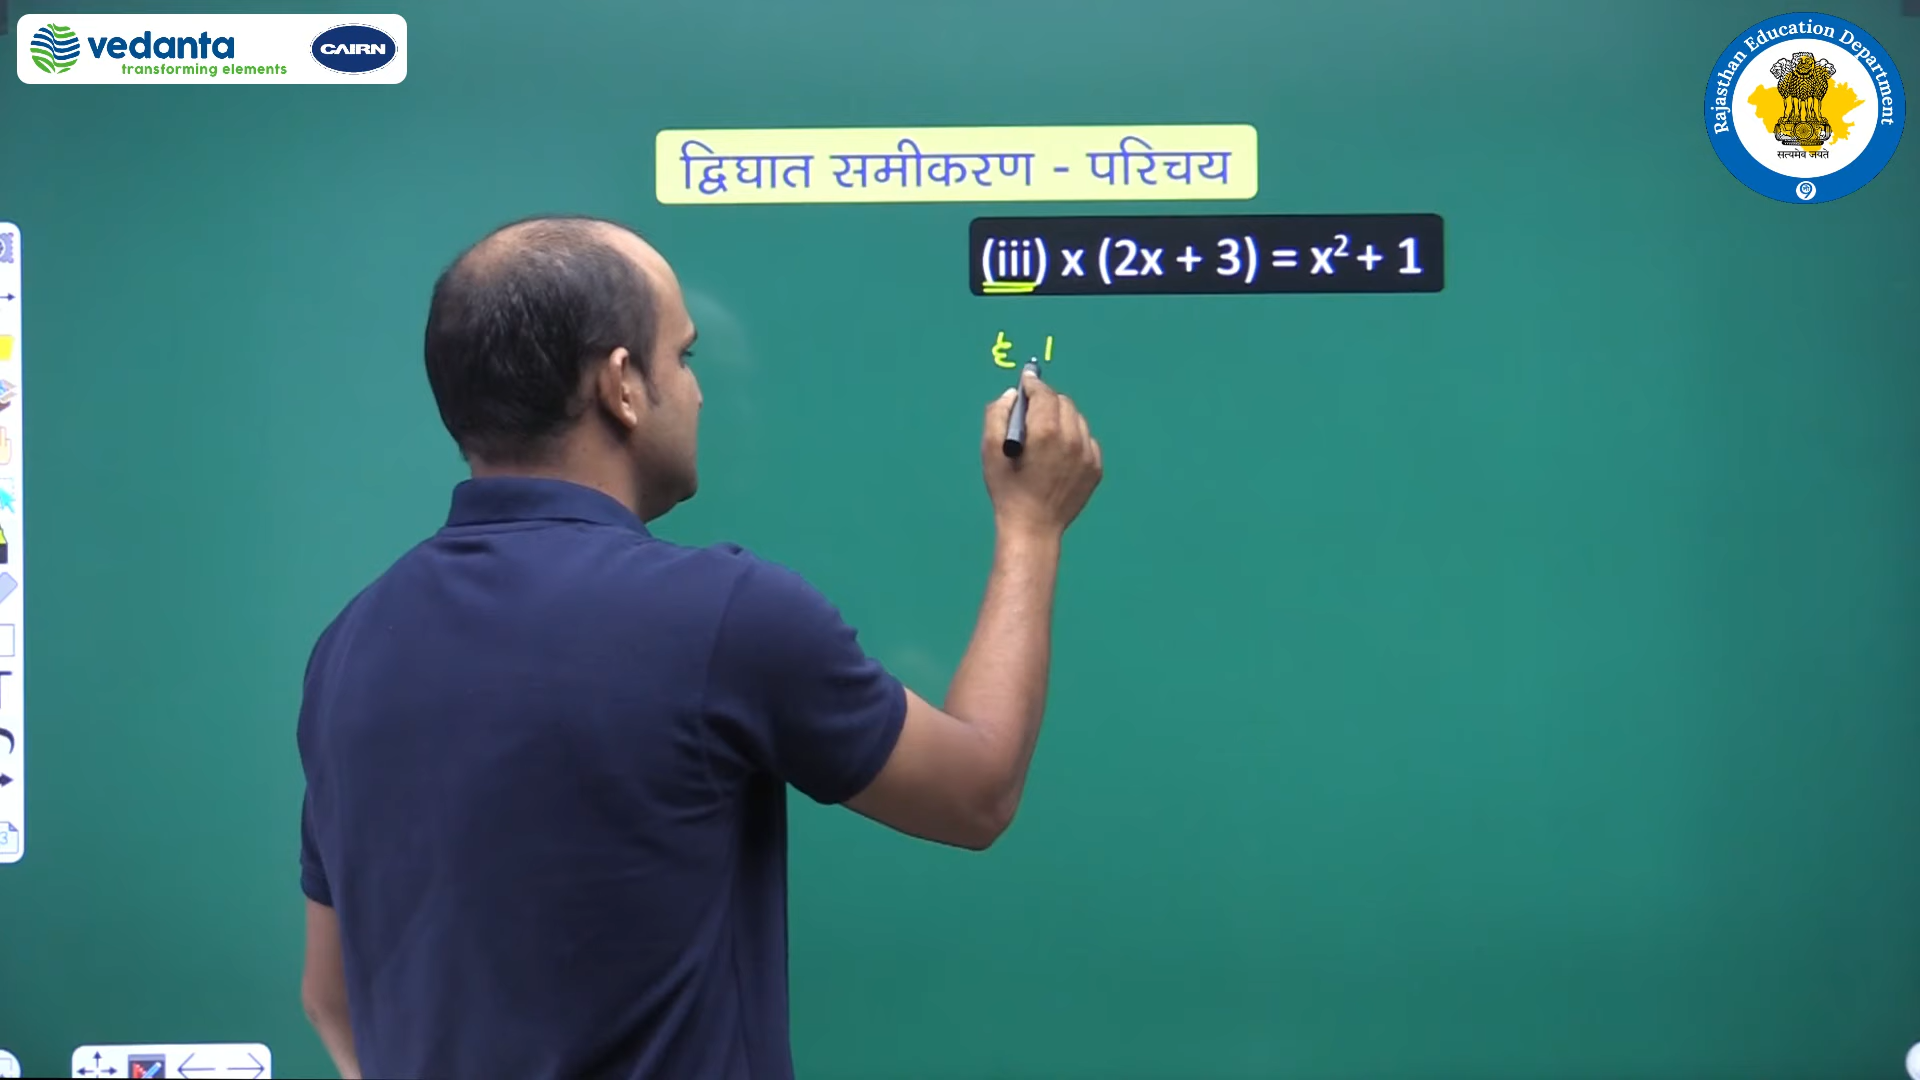 vedanta
transforming elements
CAIRN
Rajasthan Education Department
सत्यमेव जयते
द्विघात समीकरण - परिचय
(iii) x (2x + 3) = x² + 1